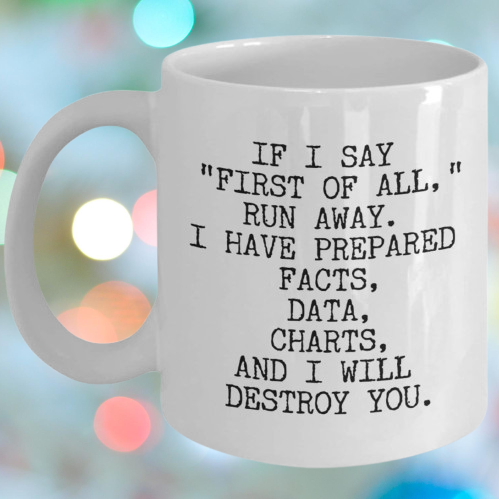 IF I SAY
"FIRST OF ALL,"
RUN AWAY.
I HAVE PREPARED
FACTS,
DATA,
CHARTS,
AND I WILL
DESTROY YOU.